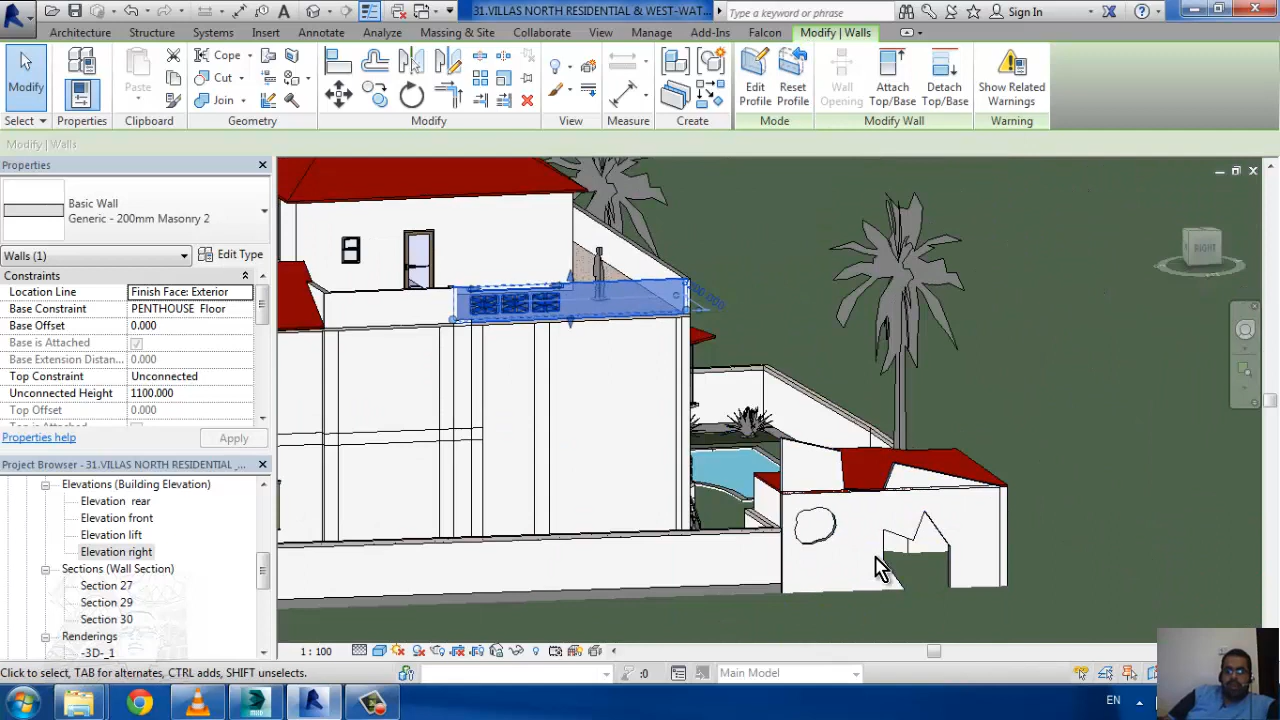 31.VILLAS NORTH RESIDENTIAL & WEST-WAT...
Type a keyword or phrase
Sign In
Architecture
Structure
Systems
Insert
Annotate
Analyze
Massing & Site
Collaborate
View
Manage
Add-Ins
Falcon
Modify | Walls
Modify
Paste
Cope
Cut
Join
Edit
Profile
Reset
Profile
Wall
Opening
Attach
Top/Base
Detach
Top/Base
Show Related
Warnings
Select
Properties
Clipboard
Geometry
Modify
View
Measure
Create
Mode
Modify Wall
Warning
Modify | Walls
Properties
Basic Wall
Generic - 200mm Masonry 2
Walls (1)
Edit Type
Constraints
Location Line
Finish Face: Exterior
Base Constraint
PENTHOUSE Floor
Base Offset
0.000
Base is Attached
Base Extension Distan...
0.000
Top Constraint
Unconnected
Unconnected Height
1100.000
Top Offset
0.000
Properties help
Apply
Project Browser - 31.VILLAS NORTH RESIDENTIAL _...
Elevations (Building Elevation)
Elevation rear
Elevation front
Elevation lift
Elevation right
Sections (Wall Section)
Section 27
Section 29
Section 30
Renderings
-3D-_1
RIGHT
1 : 100
Click to select, TAB for alternates, CTRL adds, SHIFT unselects.
:0
Main Model
EN